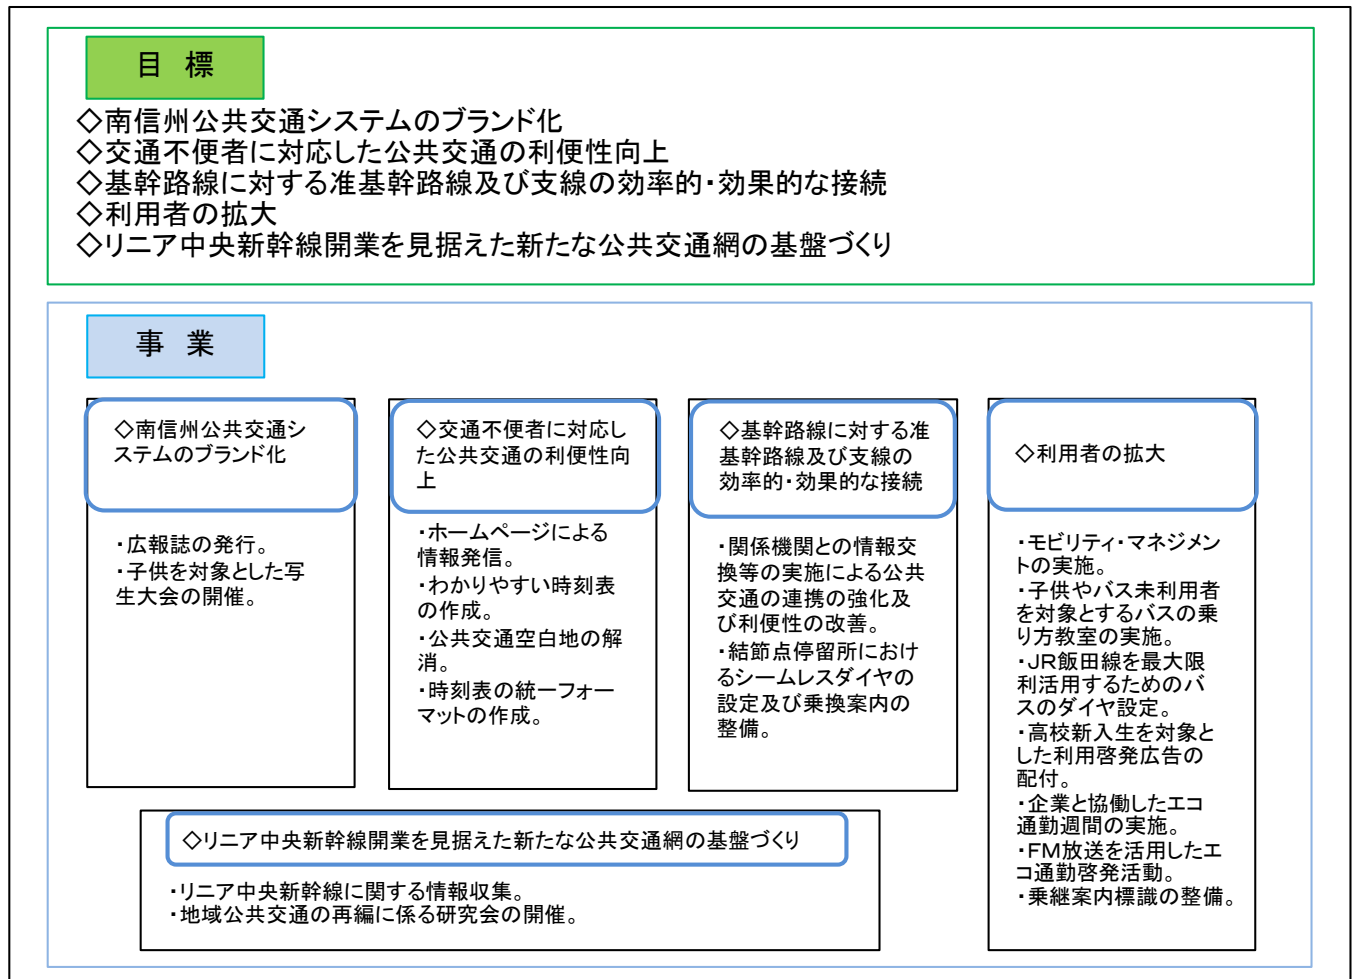 目 標
◇南信州公共交通システムのブランド化
◇交通不便者に対応した公共交通の利便性向上
◇基幹路線に対する准基幹路線及び支線の効率的・効果的な接続
◇利用者の拡大
◇リニア中央新幹線開業を見据えた新たな公共交通網の基盤づくり
事 業
◇南信州公共交通シ
ステムのブランド化
・広報誌の発行。
・子供を対象とした写
生大会の開催。
◇交通不便者に対応し
た公共交通の利便性向
上
・ホームページによる
情報発信。
・わかりやすい時刻表
の作成。
・公共交通空白地の解
消。
・時刻表の統一フォー
マットの作成。
◇基幹路線に対する准
基幹路線及び支線の
効率的・効果的な接続
・関係機関との情報交
換等の実施による公共
交通の連携の強化及
び利便性の改善。
・結節点停留所におけ
るシームレスダイヤの
設定及び乗換案内の
整備。
◇利用者の拡大
・モビリティ・マネジメン
トの実施。
・子供やバス未利用者
を対象とするバスの乗
り方教室の実施。
・JR飯田線を最大限
利活用するためのバ
スのダイヤ設定。
・高校新入生を対象と
した利用啓発広告の
配付。
・企業と協働したエコ
通勤週間の実施。
・FM放送を活用したエ
コ通勤啓発活動。
・乗継案内標識の整備。
◇リニア中央新幹線開業を見据えた新たな公共交通網の基盤づくり
・リニア中央新幹線に関する情報収集。
・地域公共交通の再編に係る研究会の開催。